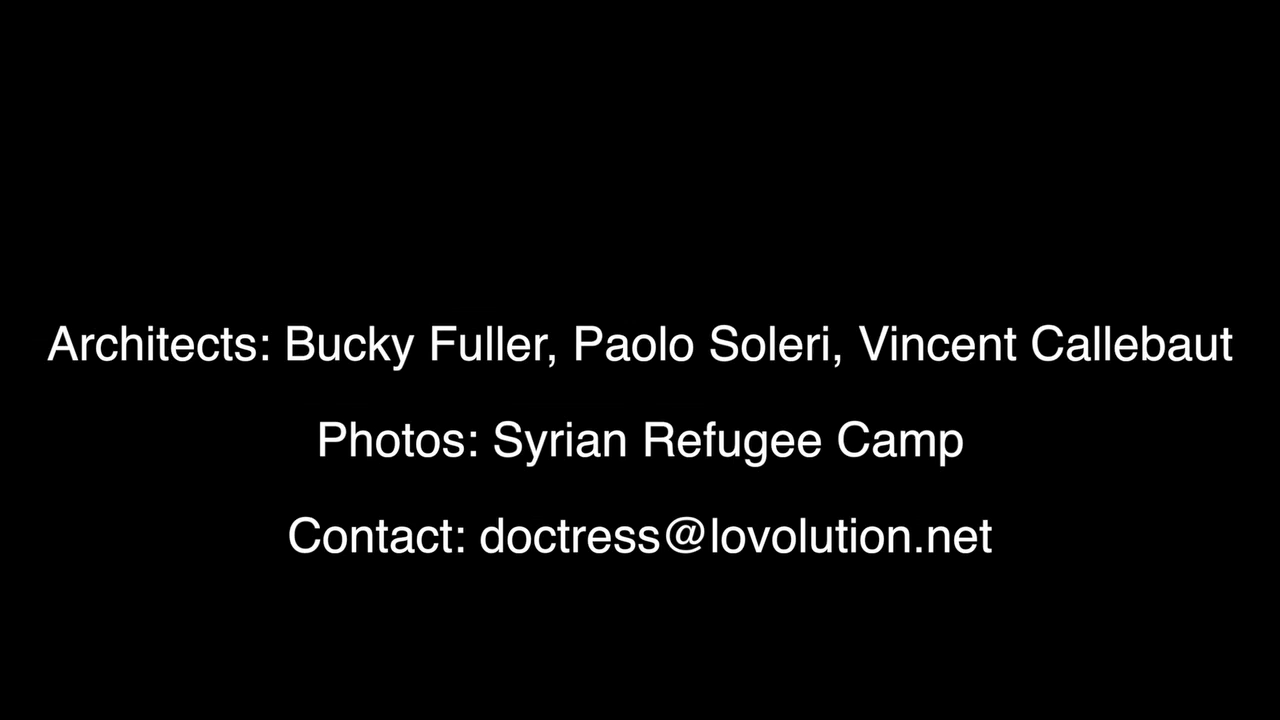 Architects: Bucky Fuller, Paolo Soleri, Vincent Callebaut
Photos: Syrian Refugee Camp
Contact: doctress@lovolution.net